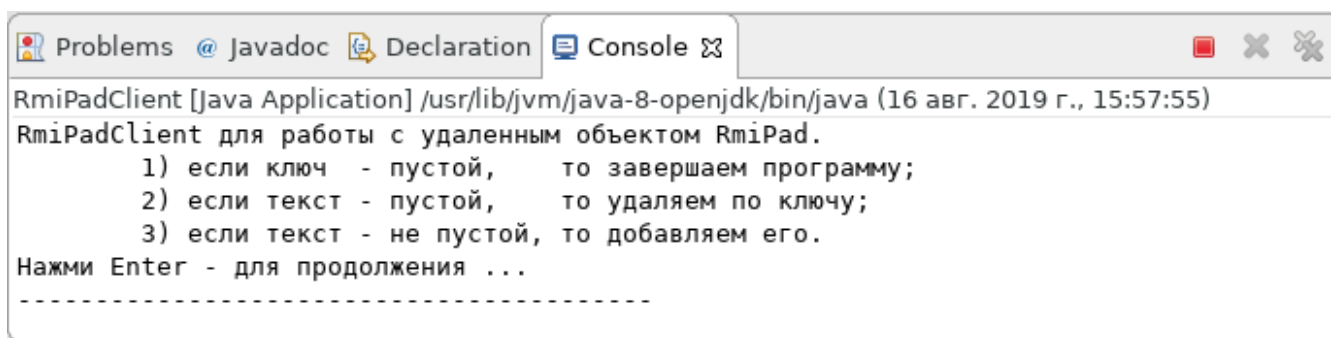 Problems @ Javadoc Declaration Console
RmiPadClient [Java Application] /usr/lib/jvm/java-8-openjdk/bin/java (16 авг. 2019 г., 15:57:55)
RmiPadClient для работы с удаленным объектом RmiPad.
1) если ключ - пустой, то завершаем программу;
2) если текст - пустой, то удаляем по ключу;
3) если текст - не пустой, то добавляем его.
Нажми Enter - для продолжения ...
-----------------------------------------